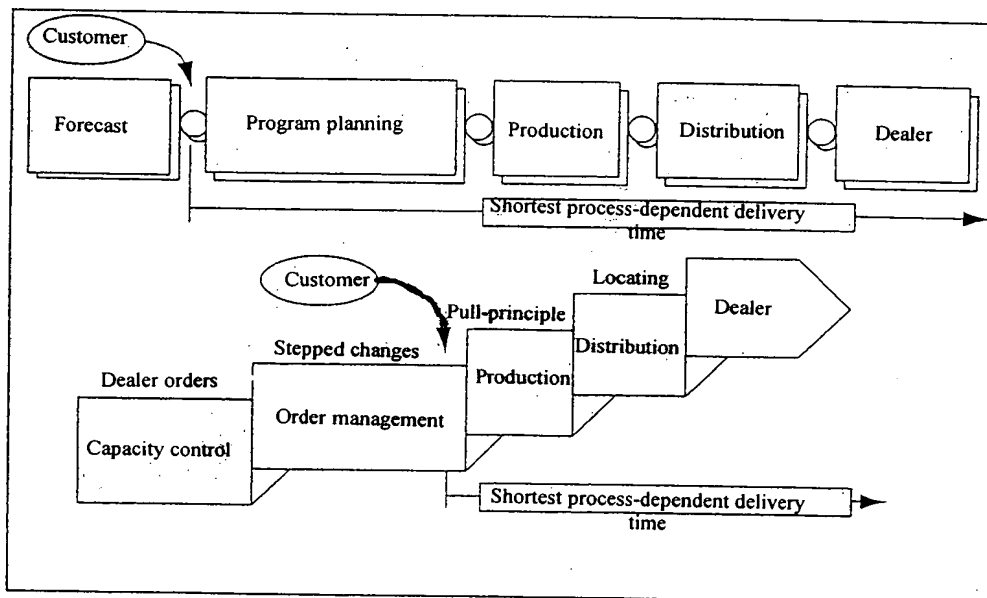 Customer
Forecast
Program planning
Production
Distribution
Dealer
Shortest process-dependent delivery
time
Customer
Locating
Dealer
Pull-principle
Distribution
Stepped changes
Production
Dealer orders
Order management
Capacity control
Shortest process-dependent delivery
time